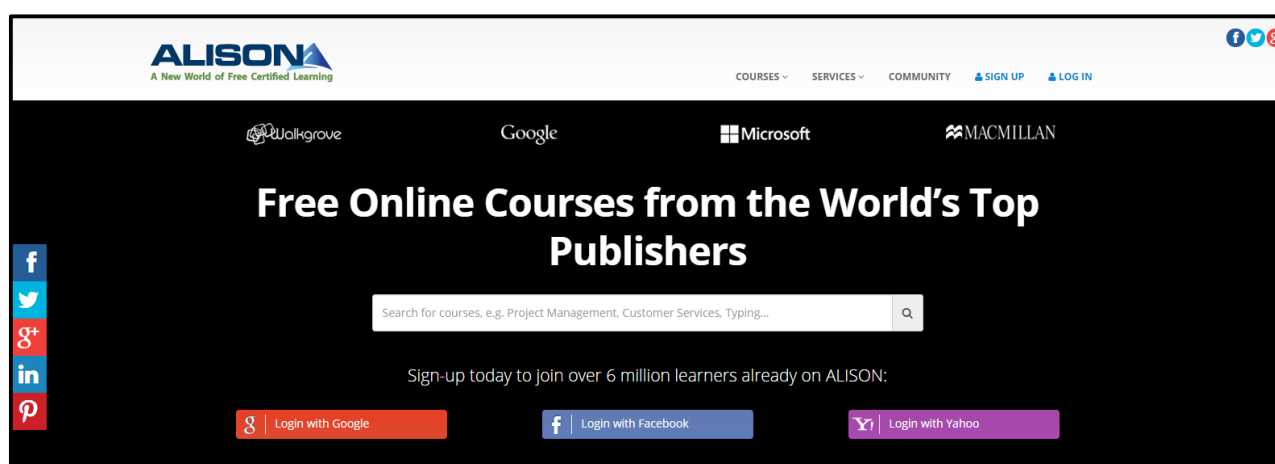 ALISON
A New World of Free Certified Learning
COURSES SERVICES COMMUNITY SIGN UP LOG IN
Walkgrove Google Microsoft MACMILLAN
Free Online Courses from the World's Top
Publishers
Search for courses, e.g. Project Management, Customer Services, Typing...
Sign-up today to join over 6 million learners already on ALISON:
Login with Google Login with Facebook Login with Yahoo